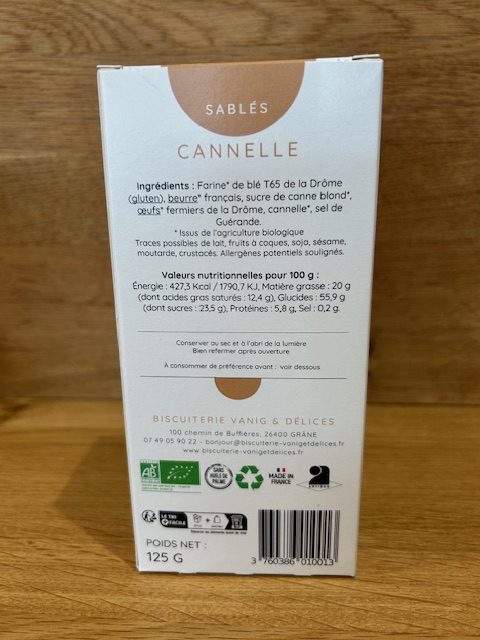 SABLÉS
CANNELLE
Ingrédients : Farine* de blé T65 de la Drôme
(gluten), beurre* français, sucre de canne blond*,
œufs* fermiers de la Drôme, cannelle*, sel de
Guérande.
* Issus de l'agriculture biologique
Traces possibles de lait, fruits à coques, soja, sésame,
moutarde, crustacés. Allergènes potentiels soulignés.
Valeurs nutritionnelles pour 100 g :
Énergie : 427,3 Kcal / 1790,7 KJ, Matière grasse : 20 g
(dont acides gras saturés : 12,4 g), Glucides : 55,9 g
(dont sucres : 23,5 g), Protéines : 5,8 g, Sel : 0,2 g.
Conserver au sec et à l'abri de la lumière
Bien refermer après ouverture
À consommer de préférence avant : voir dessous
BISCUITERIE VANIG & DÉLICES
100 chemin de Buffières, 26400 GRÂNE
07 49 05 90 22 - bonjour@biscuiterie-vanigetdelices.fr
www.biscuiterie-vanigetdelices.fr
AB
SANS HUILE DE PALME
MADE IN FRANCE
ARTISAN
LE TRI
+ FACILE
POIDS NET :
125 G
3 760386 010013